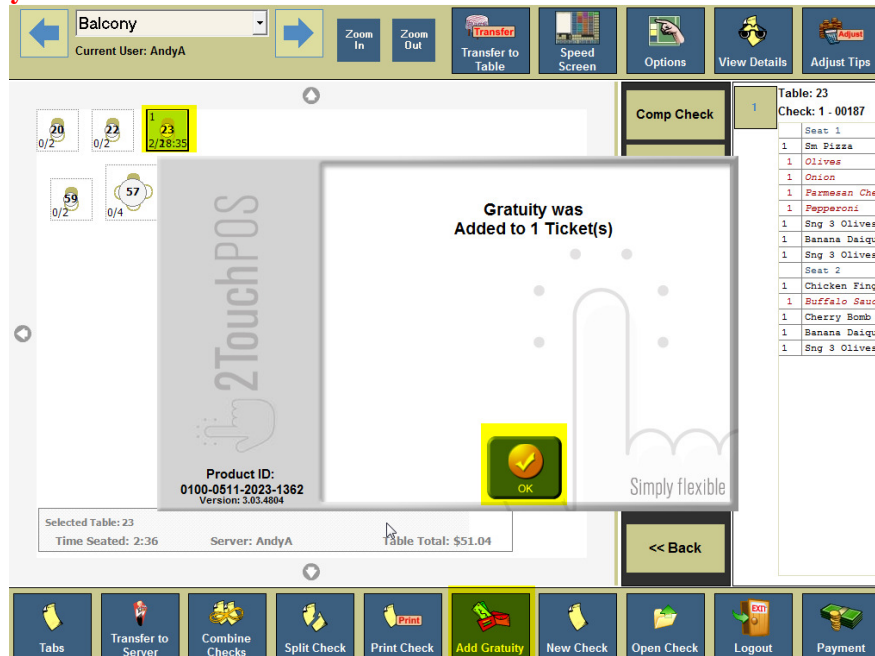 Balcony
Current User: AndyA
Zoom In
Zoom Out
Transfer
Transfer to Table
Speed Screen
Options
View Details
Adjust
Adjust Tips
20
0/2
22
0/2
1
23
2/2
8:35
59
0/2
57
0/4
Comp Check
1
Table: 23
Check: 1 - 00187
Seat 1
1 Sm Pizza
1 Olives
1 Onion
1 Parmesan Che
1 Pepperoni
1 Sng 3 Olives
1 Banana Daiqu
1 Sng 3 Olives
Seat 2
1 Chicken Fing
1 Buffalo Sauc
1 Cherry Bomb
1 Banana Daiqu
1 Sng 3 Olives
2TouchPOS
Gratuity was
Added to 1 Ticket(s)
OK
Product ID:
0100-0511-2023-1362
Version: 3.03.4804
Simply flexible
Selected Table: 23
Time Seated: 2:36 Server: AndyA Table Total: $51.04
<< Back
Tabs
Transfer to Server
Combine Checks
Split Check
Print
Print Check
Add Gratuity
New Check
Open Check
EXIT
Logout
Payment